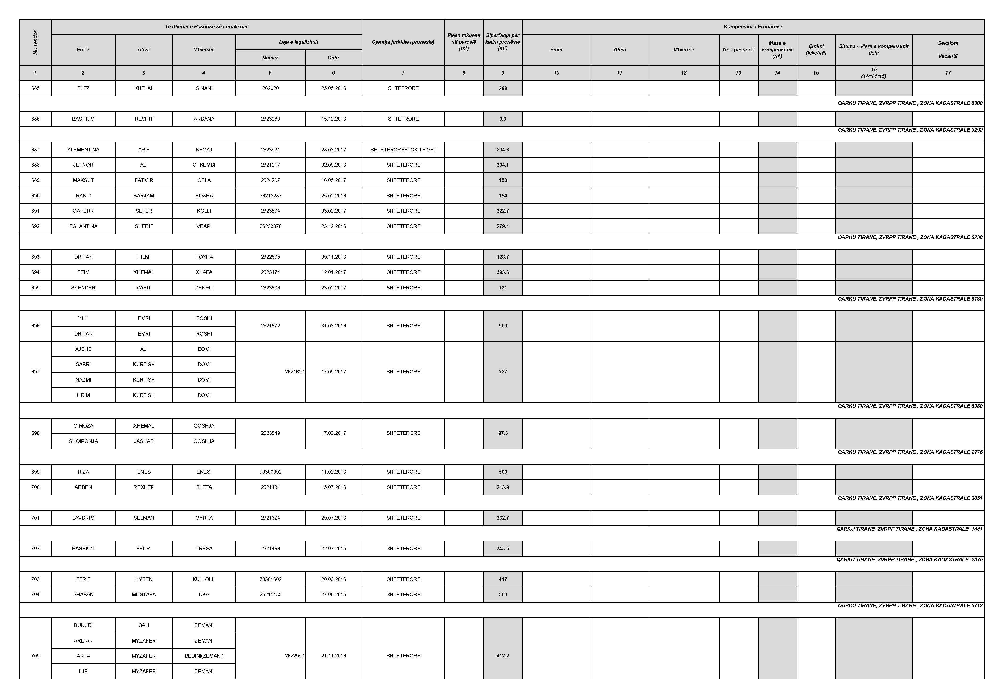 Nr. rendor
Të dhënat e Pasurisë së Legalizuar
Gjendja juridike (pronesia)
Pjesa takuese
në parcelë
(m²)
Sipërfaqja për
kalim pronësie
(m²)
Kompensimi i Pronarëve
Emër
Atësi
Mbiemër
Leja e legalizimit
Numer
Date
Emër
Atësi
Mbiemër
Nr. i pasurisë
Masa e
kompensimit
(m²)
Çmimi
(leke/m²)
Shuma - Vlera e kompensimit
(lek)
Seksioni
i
Veçantë
1 2 3 4 5 6 7 8 9 10 11 12 13 14 15 16 17
(16=14*15)
685 ELEZ XHELAL SINANI 262020 25.05.2016 SHTETRORE 288
QARKU TIRANE, ZVRPP TIRANE , ZONA KADASTRALE 8380
686 BASHKIM RESHIT ARBANA 2623289 15.12.2016 SHTETRORE 9.6
QARKU TIRANE, ZVRPP TIRANE , ZONA KADASTRALE 3292
687 KLEMENTINA ARIF KEQAJ 2623931 28.03.2017 SHTETERORE+TOK TE VET 204.8
688 JETNOR ALI SHKEMBI 2621917 02.09.2016 SHTETERORE 304.1
689 MAKSUT FATMIR CELA 2624207 16.05.2017 SHTETERORE 150
690 RAKIP BARJAM HOXHA 26215287 25.02.2016 SHTETERORE 154
691 GAFURR SEFER KOLLI 2623534 03.02.2017 SHTETERORE 322.7
692 EGLANTINA SHERIF VRAPI 26233378 23.12.2016 SHTETERORE 279.4
QARKU TIRANE, ZVRPP TIRANE , ZONA KADASTRALE 8230
693 DRITAN HILMI HOXHA 2622835 09.11.2016 SHTETERORE 128.7
694 FEIM XHEMAL XHAFA 2623474 12.01.2017 SHTETERORE 393.6
695 SKENDER VAHIT ZENELI 2623606 23.02.2017 SHTETERORE 121
QARKU TIRANE, ZVRPP TIRANE , ZONA KADASTRALE 8180
696 YLLI EMRI ROSHI 2621872 31.03.2016 SHTETERORE 500
DRITAN EMRI ROSHI
697 AJSHE ALI DOMI 2621600 17.05.2017 SHTETERORE 227
SABRI KURTISH DOMI
NAZMI KURTISH DOMI
LIRIM KURTISH DOMI
QARKU TIRANE, ZVRPP TIRANE , ZONA KADASTRALE 8380
698 MIMOZA XHEMAL QOSHJA 2623849 17.03.2017 SHTETERORE 97.3
SHQIPONJA JASHAR QOSHJA
QARKU TIRANE, ZVRPP TIRANE , ZONA KADASTRALE 2776
699 RIZA ENES ENESI 70300992 11.02.2016 SHTETERORE 500
700 ARBEN REXHEP BLETA 2621431 15.07.2016 SHTETERORE 213.9
QARKU TIRANE, ZVRPP TIRANE , ZONA KADASTRALE 3051
701 LAVDRIM SELMAN MYRTA 2621624 29.07.2016 SHTETERORE 362.7
QARKU TIRANE, ZVRPP TIRANE , ZONA KADASTRALE 1441
702 BASHKIM BEDRI TRESA 2621499 22.07.2016 SHTETERORE 343.5
QARKU TIRANE, ZVRPP TIRANE , ZONA KADASTRALE 2376
703 FERIT HYSEN KULLOLLI 70301602 20.03.2016 SHTETERORE 417
704 SHABAN MUSTAFA UKA 26215135 27.06.2016 SHTETERORE 500
QARKU TIRANE, ZVRPP TIRANE , ZONA KADASTRALE 3712
705 BUKURI SALI ZEMANI 2622990 21.11.2016 SHTETERORE 412.2
ARDIAN MYZAFER ZEMANI
ARTA MYZAFER BEDINI(ZEMANI)
ILIR MYZAFER ZEMANI